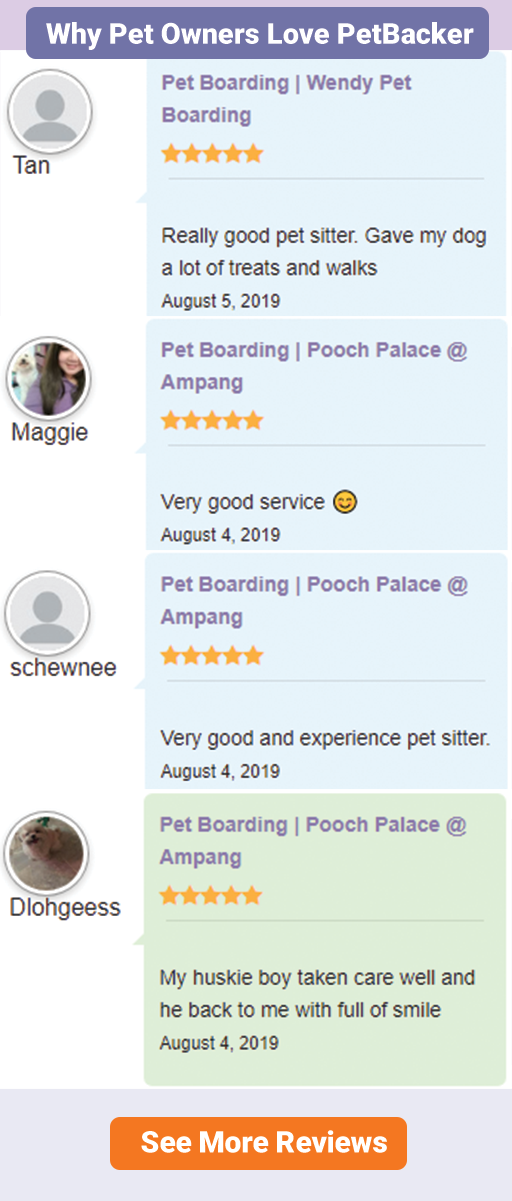 Why Pet Owners Love PetBacker
Pet Boarding | Wendy Pet
Boarding
Tan
Really good pet sitter. Gave my dog
a lot of treats and walks
August 5, 2019
Pet Boarding | Pooch Palace @
Ampang
Maggie
Very good service 😊
August 4, 2019
Pet Boarding | Pooch Palace @
Ampang
schewnee
Very good and experience pet sitter.
August 4, 2019
Pet Boarding | Pooch Palace @
Ampang
Dlohgeess
My huskie boy taken care well and
he back to me with full of smile
August 4, 2019
See More Reviews